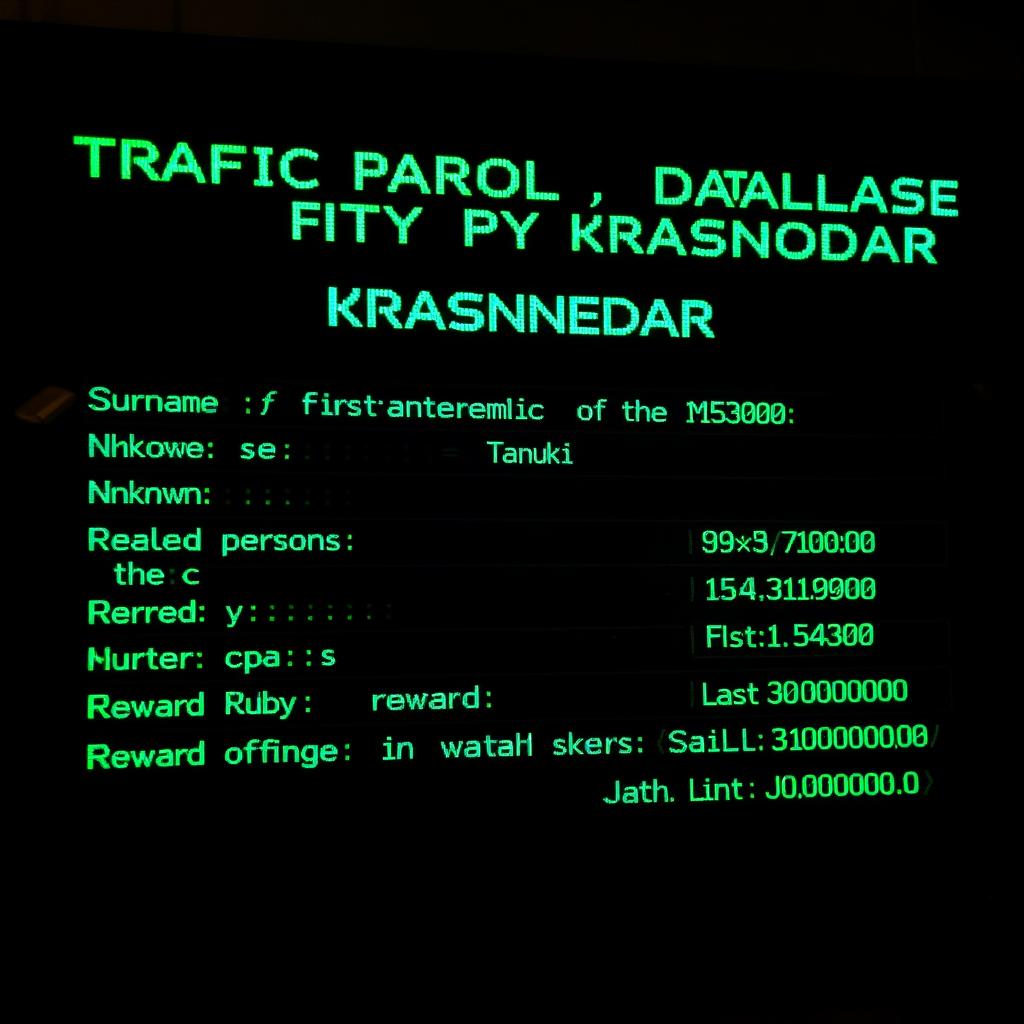 TRAFIC PAROL , DATALLASE
FITY PY KRASNODAR
KRASNNEDAR
Surname :f first·anteremlic of the M53000:
Nhkowe: se: Tanuki
Nnknwn:
Realed persons: 99×3/7100:00
the c 154,3119900
Rerred: y:::::::: Flst:1.54300
Murter: cpa::s
Reward Ruby: reward: Last 300000000
Reward offinge: in wataH skers: (SaiLL: 3100000000/
Jath. Lint: J0,000000.0